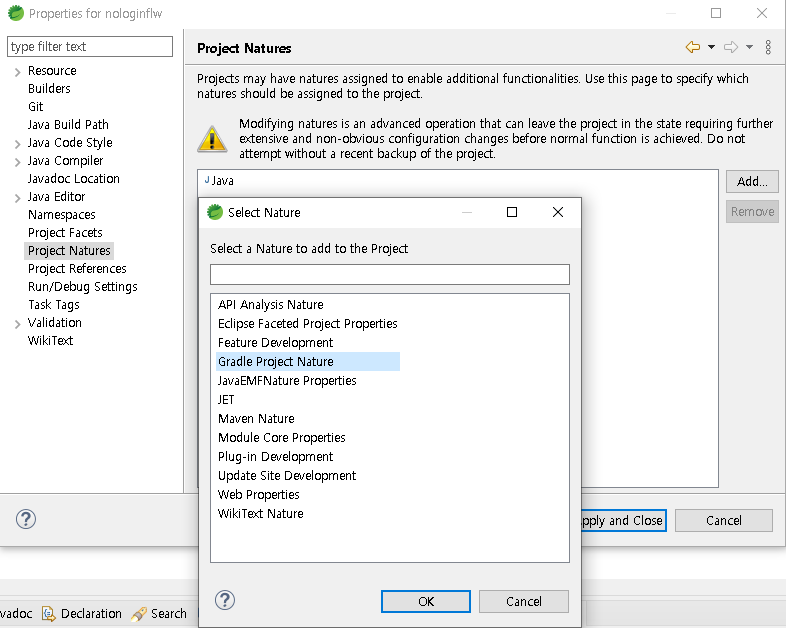 Properties for nologinflw
type filter text
Resource
Builders
Git
Java Build Path
Java Code Style
Java Compiler
Javadoc Location
Java Editor
Namespaces
Project Facets
Project Natures
Project References
Run/Debug Settings
Task Tags
Validation
WikiText
Project Natures
Projects may have natures assigned to enable additional functionalities. Use this page to specify which
natures should be assigned to the project.
Modifying natures is an advanced operation that can leave the project in the state requiring further
extensive and non-obvious configuration changes before normal function is achieved. Do not
attempt without a recent backup of the project.
Java
Add...
Remove
Select Nature
Select a Nature to add to the Project
API Analysis Nature
Eclipse Faceted Project Properties
Feature Development
Gradle Project Nature
JavaEMFNature Properties
JET
Maven Nature
Module Core Properties
Plug-in Development
Update Site Development
Web Properties
WikiText Nature
OK
Cancel
pply and Close
Cancel
vadoc
Declaration
Search